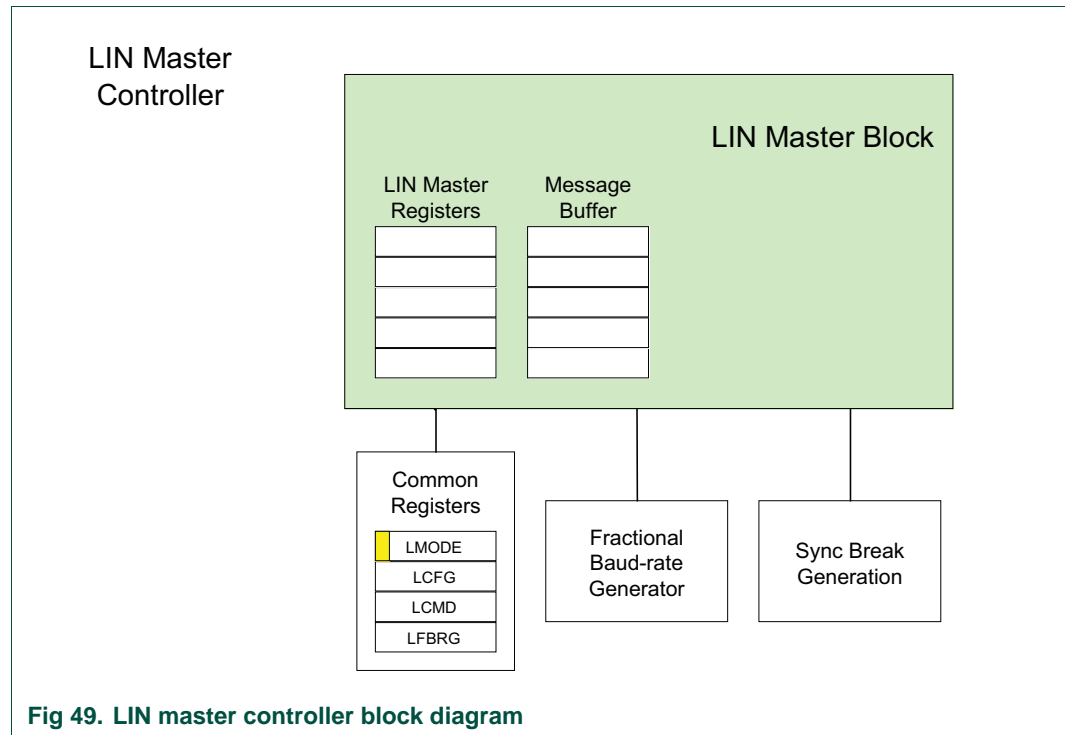 LIN Master
Controller
LIN Master Block
LIN Master
Registers
Message
Buffer
Common
Registers
LMODE
LCFG
LCMD
LFBRG
Fractional
Baud-rate
Generator
Sync Break
Generation
Fig 49. LIN master controller block diagram